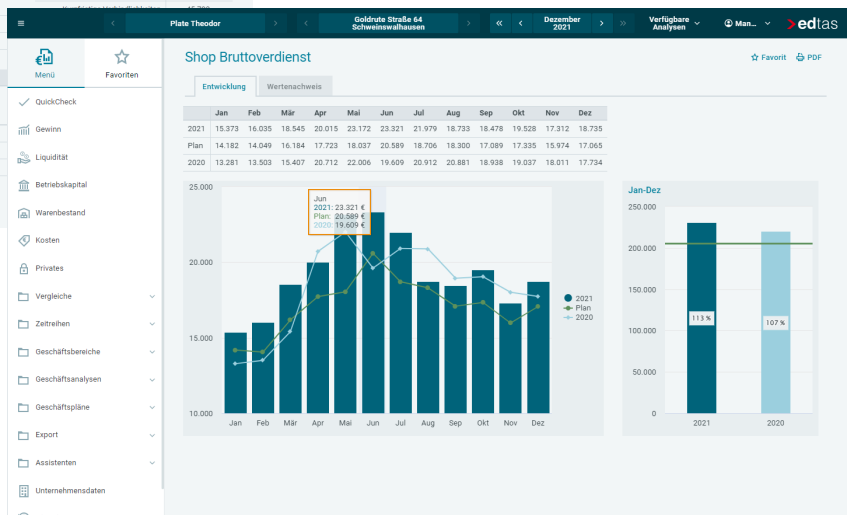 15.700
Plate Theodor
Goldrute Straße 64
Schweinswalhausen
Dezember
2021
Verfügbare
Analysen
Man...
>edtas
Menü
Favoriten
QuickCheck
Gewinn
Liquidität
Betriebskapital
Warenbestand
Kosten
Privates
Vergleiche
Zeitreihen
Geschäftsbereiche
Geschäftsanalysen
Geschäftspläne
Export
Assistenten
Unternehmensdaten
Shop Bruttoverdienst
Favorit PDF
Entwicklung Wertenachweis
Jan Feb Mär Apr Mai Jun Jul Aug Sep Okt Nov Dez
2021 15.373 16.035 18.545 20.015 23.172 23.321 21.979 18.733 18.478 19.528 17.312 18.735
Plan 14.182 14.049 16.184 17.723 18.037 20.589 18.706 18.300 17.089 17.335 15.974 17.065
2020 13.281 13.503 15.407 20.712 22.006 19.609 20.912 20.881 18.938 19.037 18.011 17.734
25.000
20.000
15.000
10.000
Jun
2021: 23.321 €
Plan: 20.589 €
2020: 19.609 €
Jan Feb Mär Apr Mai Jun Jul Aug Sep Okt Nov Dez
2021
Plan
2020
Jan-Dez
250.000
200.000
150.000
100.000
50.000
0
113 %
107 %
2021 2020